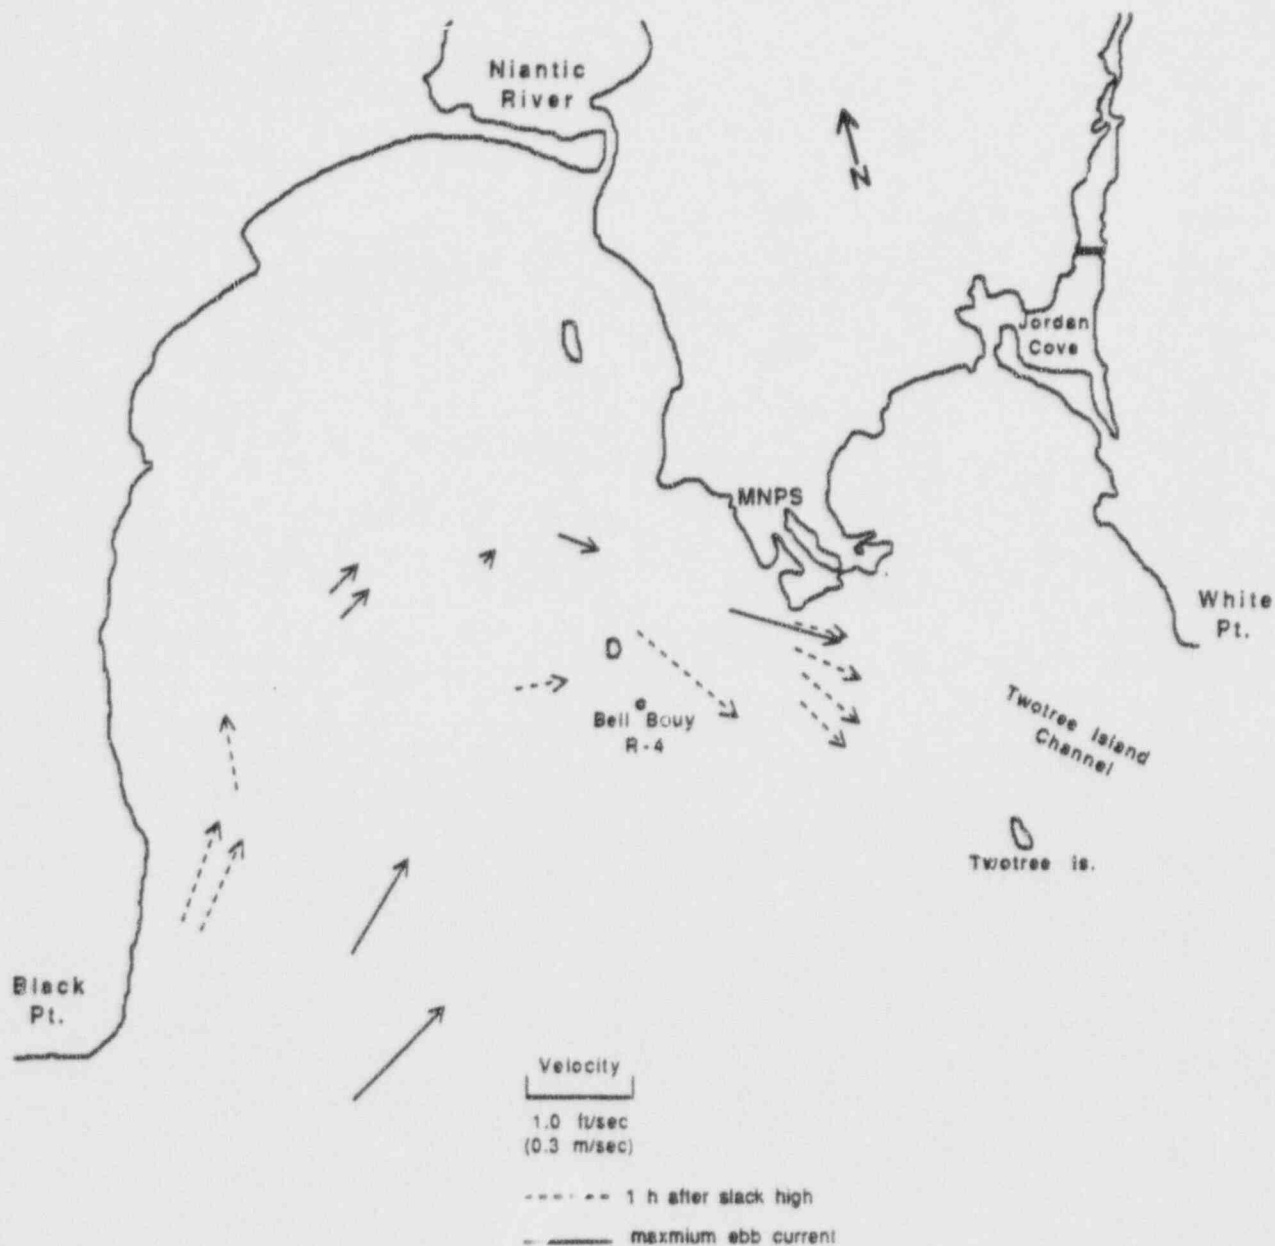 Niantic
River
N
Jordan
Cove
MNPS
White
Pt.
D
Bell Bouy
R-4
Twotree Island
Channel
Twotree is.
Black
Pt.
Velocity
1.0 ft/sec
(0.3 m/sec)
1 h after slack high
maxmium ebb current